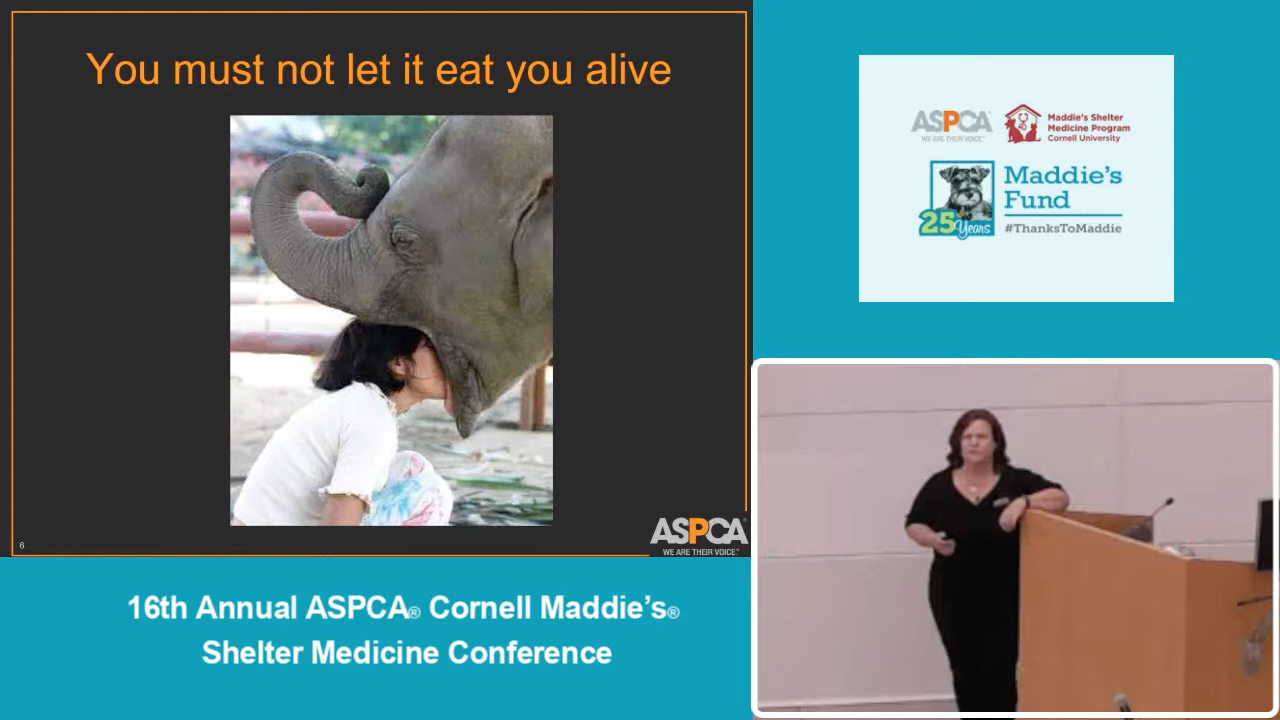 You must not let it eat you alive
6
ASPCA®
WE ARE THEIR VOICE®
16th Annual ASPCA® Cornell Maddie's®
Shelter Medicine Conference
ASPCA®
WE ARE THEIR VOICE®
Maddie's Shelter
Medicine Program
Cornell University
25 Years
Maddie's
Fund
#ThanksToMaddie